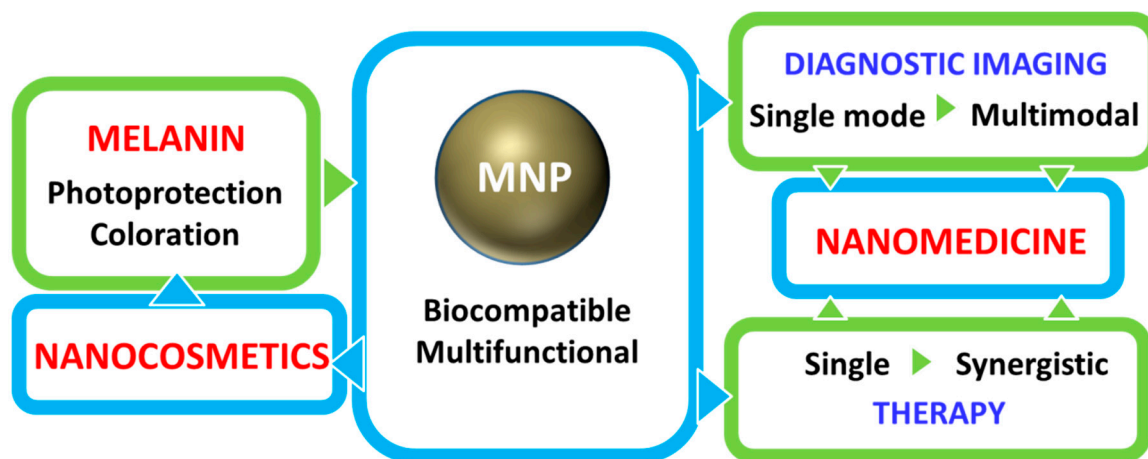 MELANIN
Photoprotection
Coloration
NANOCOSMETICS
MNP
Biocompatible
Multifunctional
DIAGNOSTIC IMAGING
Single mode Multimodal
NANOMEDICINE
Single Synergistic
THERAPY